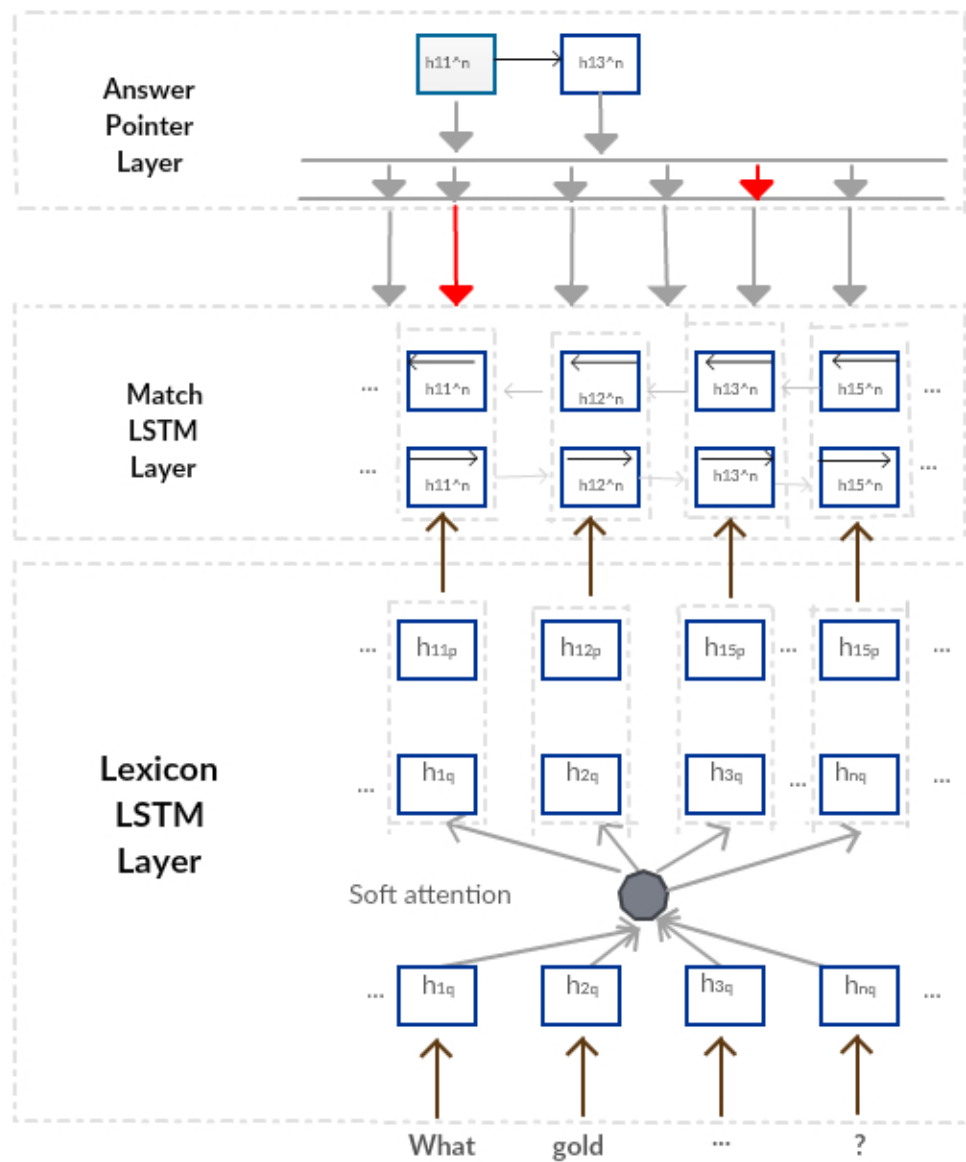 h11^n h13^n
Answer
Pointer
Layer
Match
LSTM
Layer
... h11^n h12^n h13^n h15^n ...
... h11^n h12^n h13^n h15^n ...
... h11p h12p h15p ... h15p ...
... h1q h2q h3q ... hnq ...
Lexicon
LSTM
Layer
Soft attention
... h1q h2q h3q hnq ...
What gold ... ?